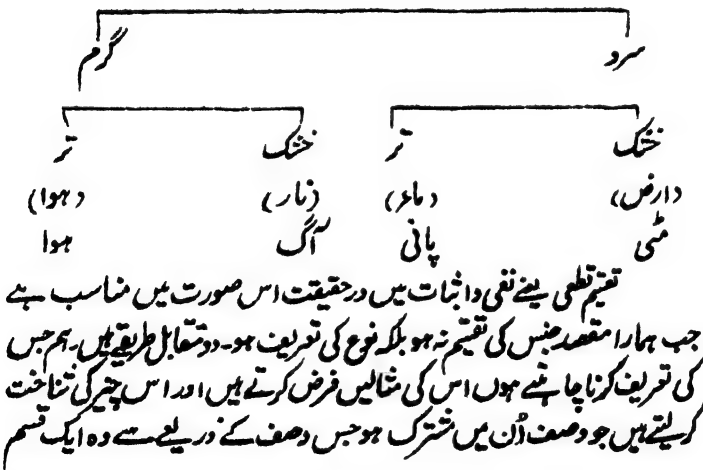 سرد گرم
خشک تر خشک تر
(ارض) (ماء) (نار) (ہوا)
مٹی پانی آگ ہوا
تقسیم قطعی یعنے نفی و اثبات میں درحقیقت اس صورت میں مناسب ہے
جب ہمارا مقصد جنس کی تقسیم نہ ہو بلکہ نوع کی تعریف ہو۔ دو متقابل طریقے ہیں۔ ہم جس
کی تعریف کرنا چاہتے ہوں اس کی مثالیں فرض کرتے ہیں اور اس چیز کی شناخت
کرلیتے ہیں جو وصف اُن میں مشترک ہو جس وصف کے ذریعے سے وہ ایک قسم